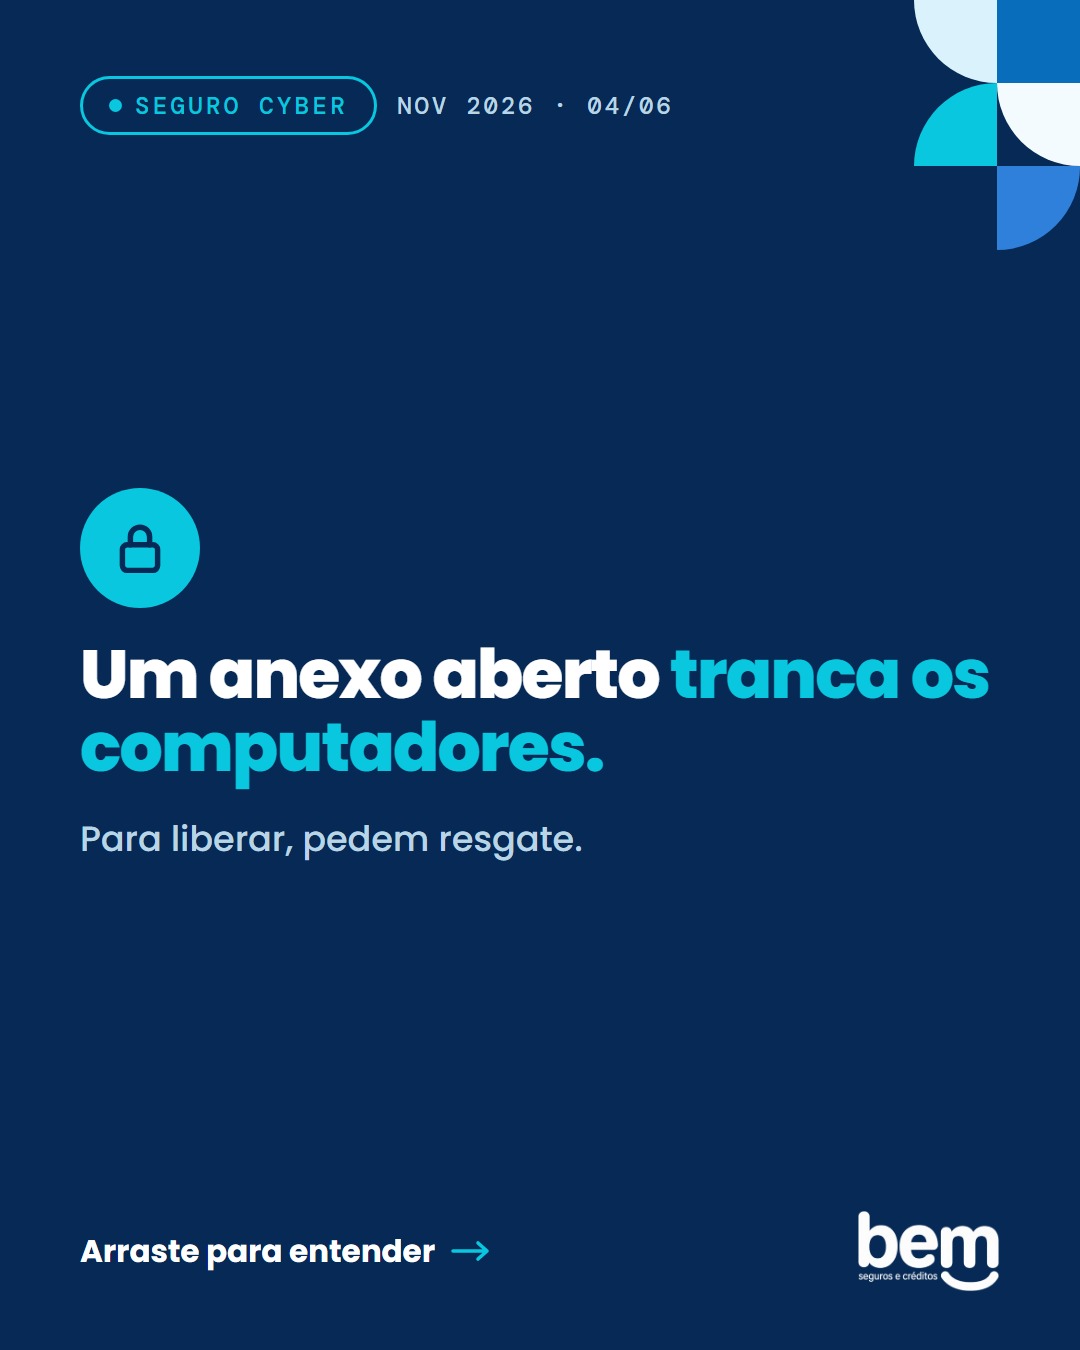 SEGURO CYBER NOV 2026 · 04/06
Um anexo aberto tranca os
computadores.
Para liberar, pedem resgate.
Arraste para entender →
bem
seguros e créditos